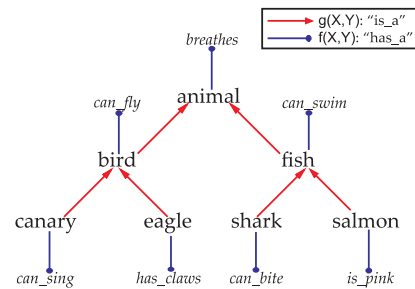 g(X,Y): "is_a"
f(X,Y): "has_a"
breathes
animal
can_fly
can_swim
bird
fish
canary
eagle
shark
salmon
can_sing
has_claws
can_bite
is_pink